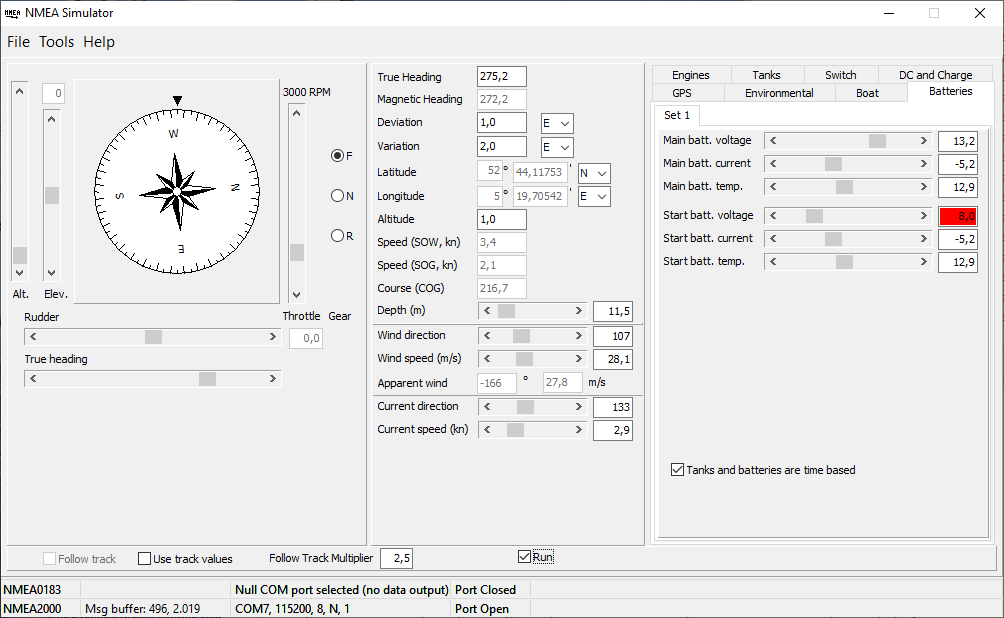 NMEA NMEA Simulator
File Tools Help
0
3000 RPM
W
N
S
E
F
N
R
Alt. Elev.
Throttle Gear
0,0
Rudder
True heading
True Heading 275,2
Magnetic Heading 272,2
Deviation 1,0 E
Variation 2,0 E
Latitude 52 ° 44,11753 ' N
Longitude 5 ° 19,70542 ' E
Altitude 1,0
Speed (SOW, kn) 3,4
Speed (SOG, kn) 2,1
Course (COG) 216,7
Depth (m) 11,5
Wind direction 107
Wind speed (m/s) 28,1
Apparent wind -166 ° 27,8 m/s
Current direction 133
Current speed (kn) 2,9
Engines Tanks Switch DC and Charge
GPS Environmental Boat Batteries
Set 1
Main batt. voltage 13,2
Main batt. current -5,2
Main batt. temp. 12,9
Start batt. voltage 8,0
Start batt. current -5,2
Start batt. temp. 12,9
Tanks and batteries are time based
Follow track Use track values Follow Track Multiplier 2,5 Run
NMEA0183 Null COM port selected (no data output) Port Closed
NMEA2000 Msg buffer: 496, 2.019 COM7, 115200, 8, N, 1 Port Open